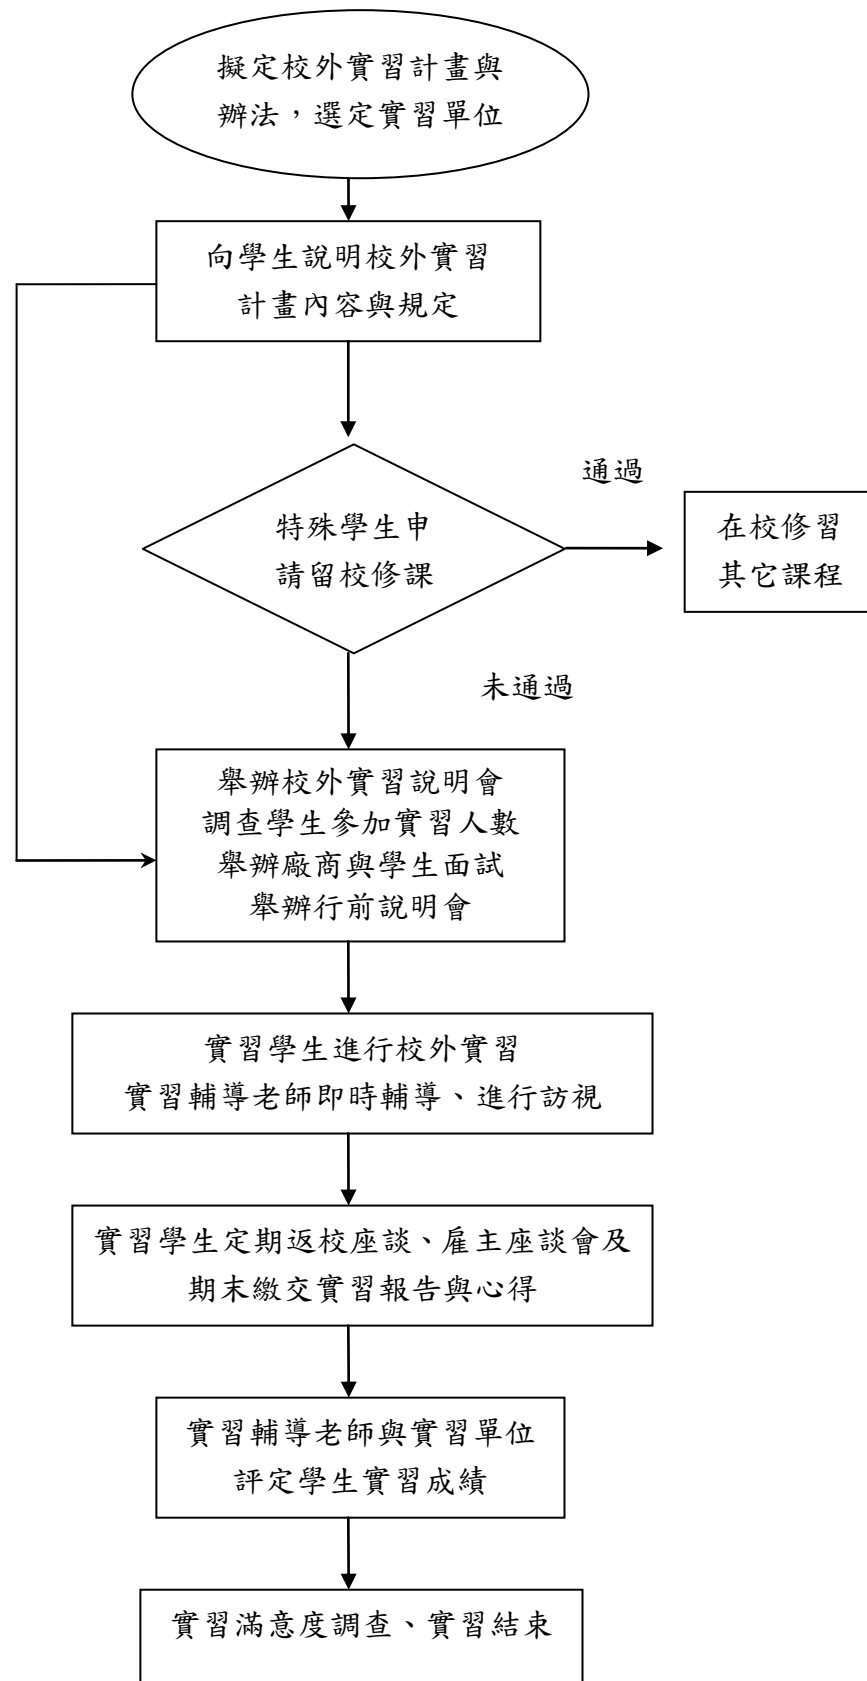 擬定校外實習計畫與
辦法，選定實習單位
向學生說明校外實習
計畫內容與規定
特殊學生申
請留校修課
通過
在校修習
其它課程
未通過
舉辦校外實習說明會
調查學生參加實習人數
舉辦廠商與學生面試
舉辦行前說明會
實習學生進行校外實習
實習輔導老師即時輔導、進行訪視
實習學生定期返校座談、雇主座談會及
期末繳交實習報告與心得
實習輔導老師與實習單位
評定學生實習成績
實習滿意度調查、實習結束